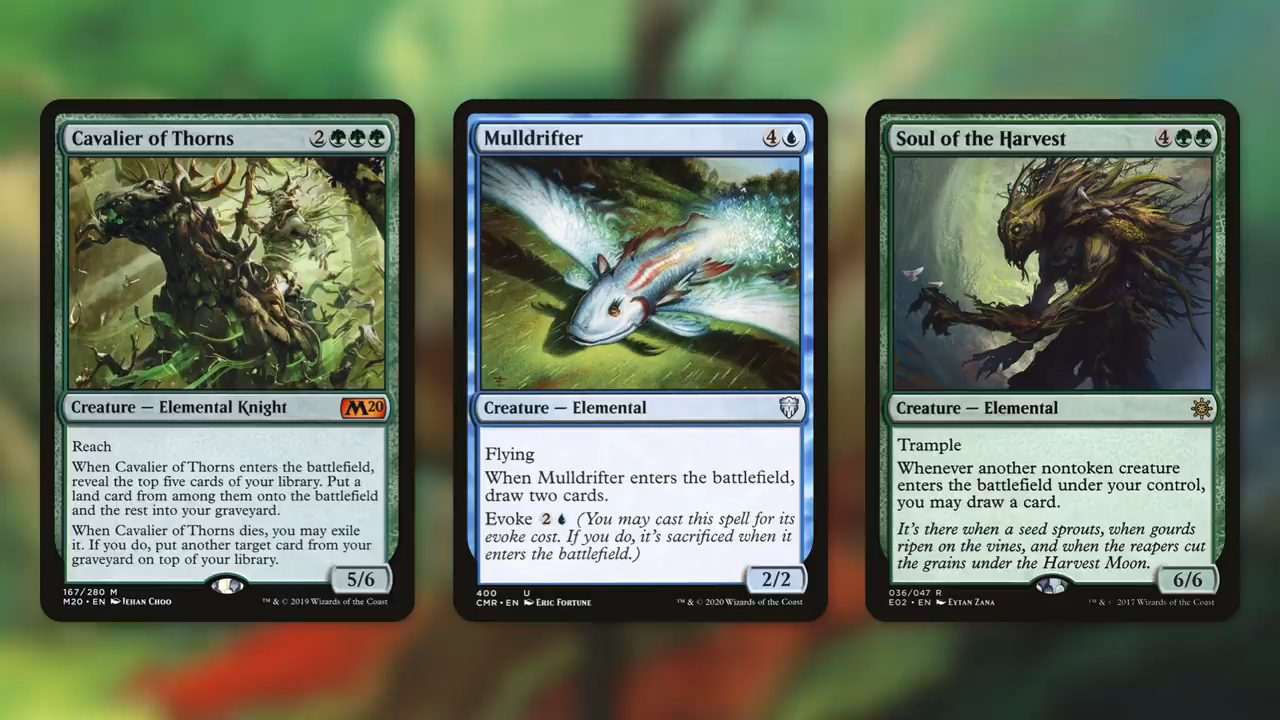 Cavalier of Thorns 2
Creature — Elemental Knight M20
Reach
When Cavalier of Thorns enters the battlefield,
reveal the top five cards of your library. Put a
land card from among them onto the battlefield
and the rest into your graveyard.
When Cavalier of Thorns dies, you may exile
it. If you do, put another target card from your
graveyard on top of your library.
5/6
167/280 M
M20 • EN JEHAN CHOO
™ & © 2019 Wizards of the Coast
Mulldrifter 4
Creature — Elemental
Flying
When Mulldrifter enters the battlefield,
draw two cards.
Evoke 2 (You may cast this spell for its
evoke cost. If you do, it's sacrificed when it
enters the battlefield.)
2/2
400 U
CMR • EN ERIC FORTUNE
™ & © 2020 Wizards of the Coast
Soul of the Harvest 4
Creature — Elemental
Trample
Whenever another nontoken creature
enters the battlefield under your control,
you may draw a card.
It's there when a seed sprouts, when gourds
ripen on the vines, and when the reapers cut
the grains under the Harvest Moon.
6/6
036/047 R
E02 • EN EYTAN ZANA
™ & © 2017 Wizards of the Coast